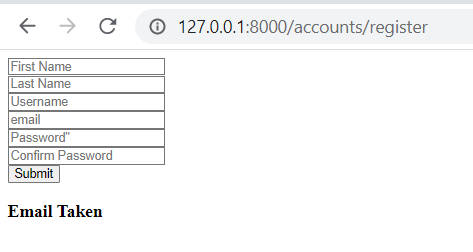 127.0.0.1:8000/accounts/register
First Name
Last Name
Username
email
Password"
Confirm Password
Submit
Email Taken